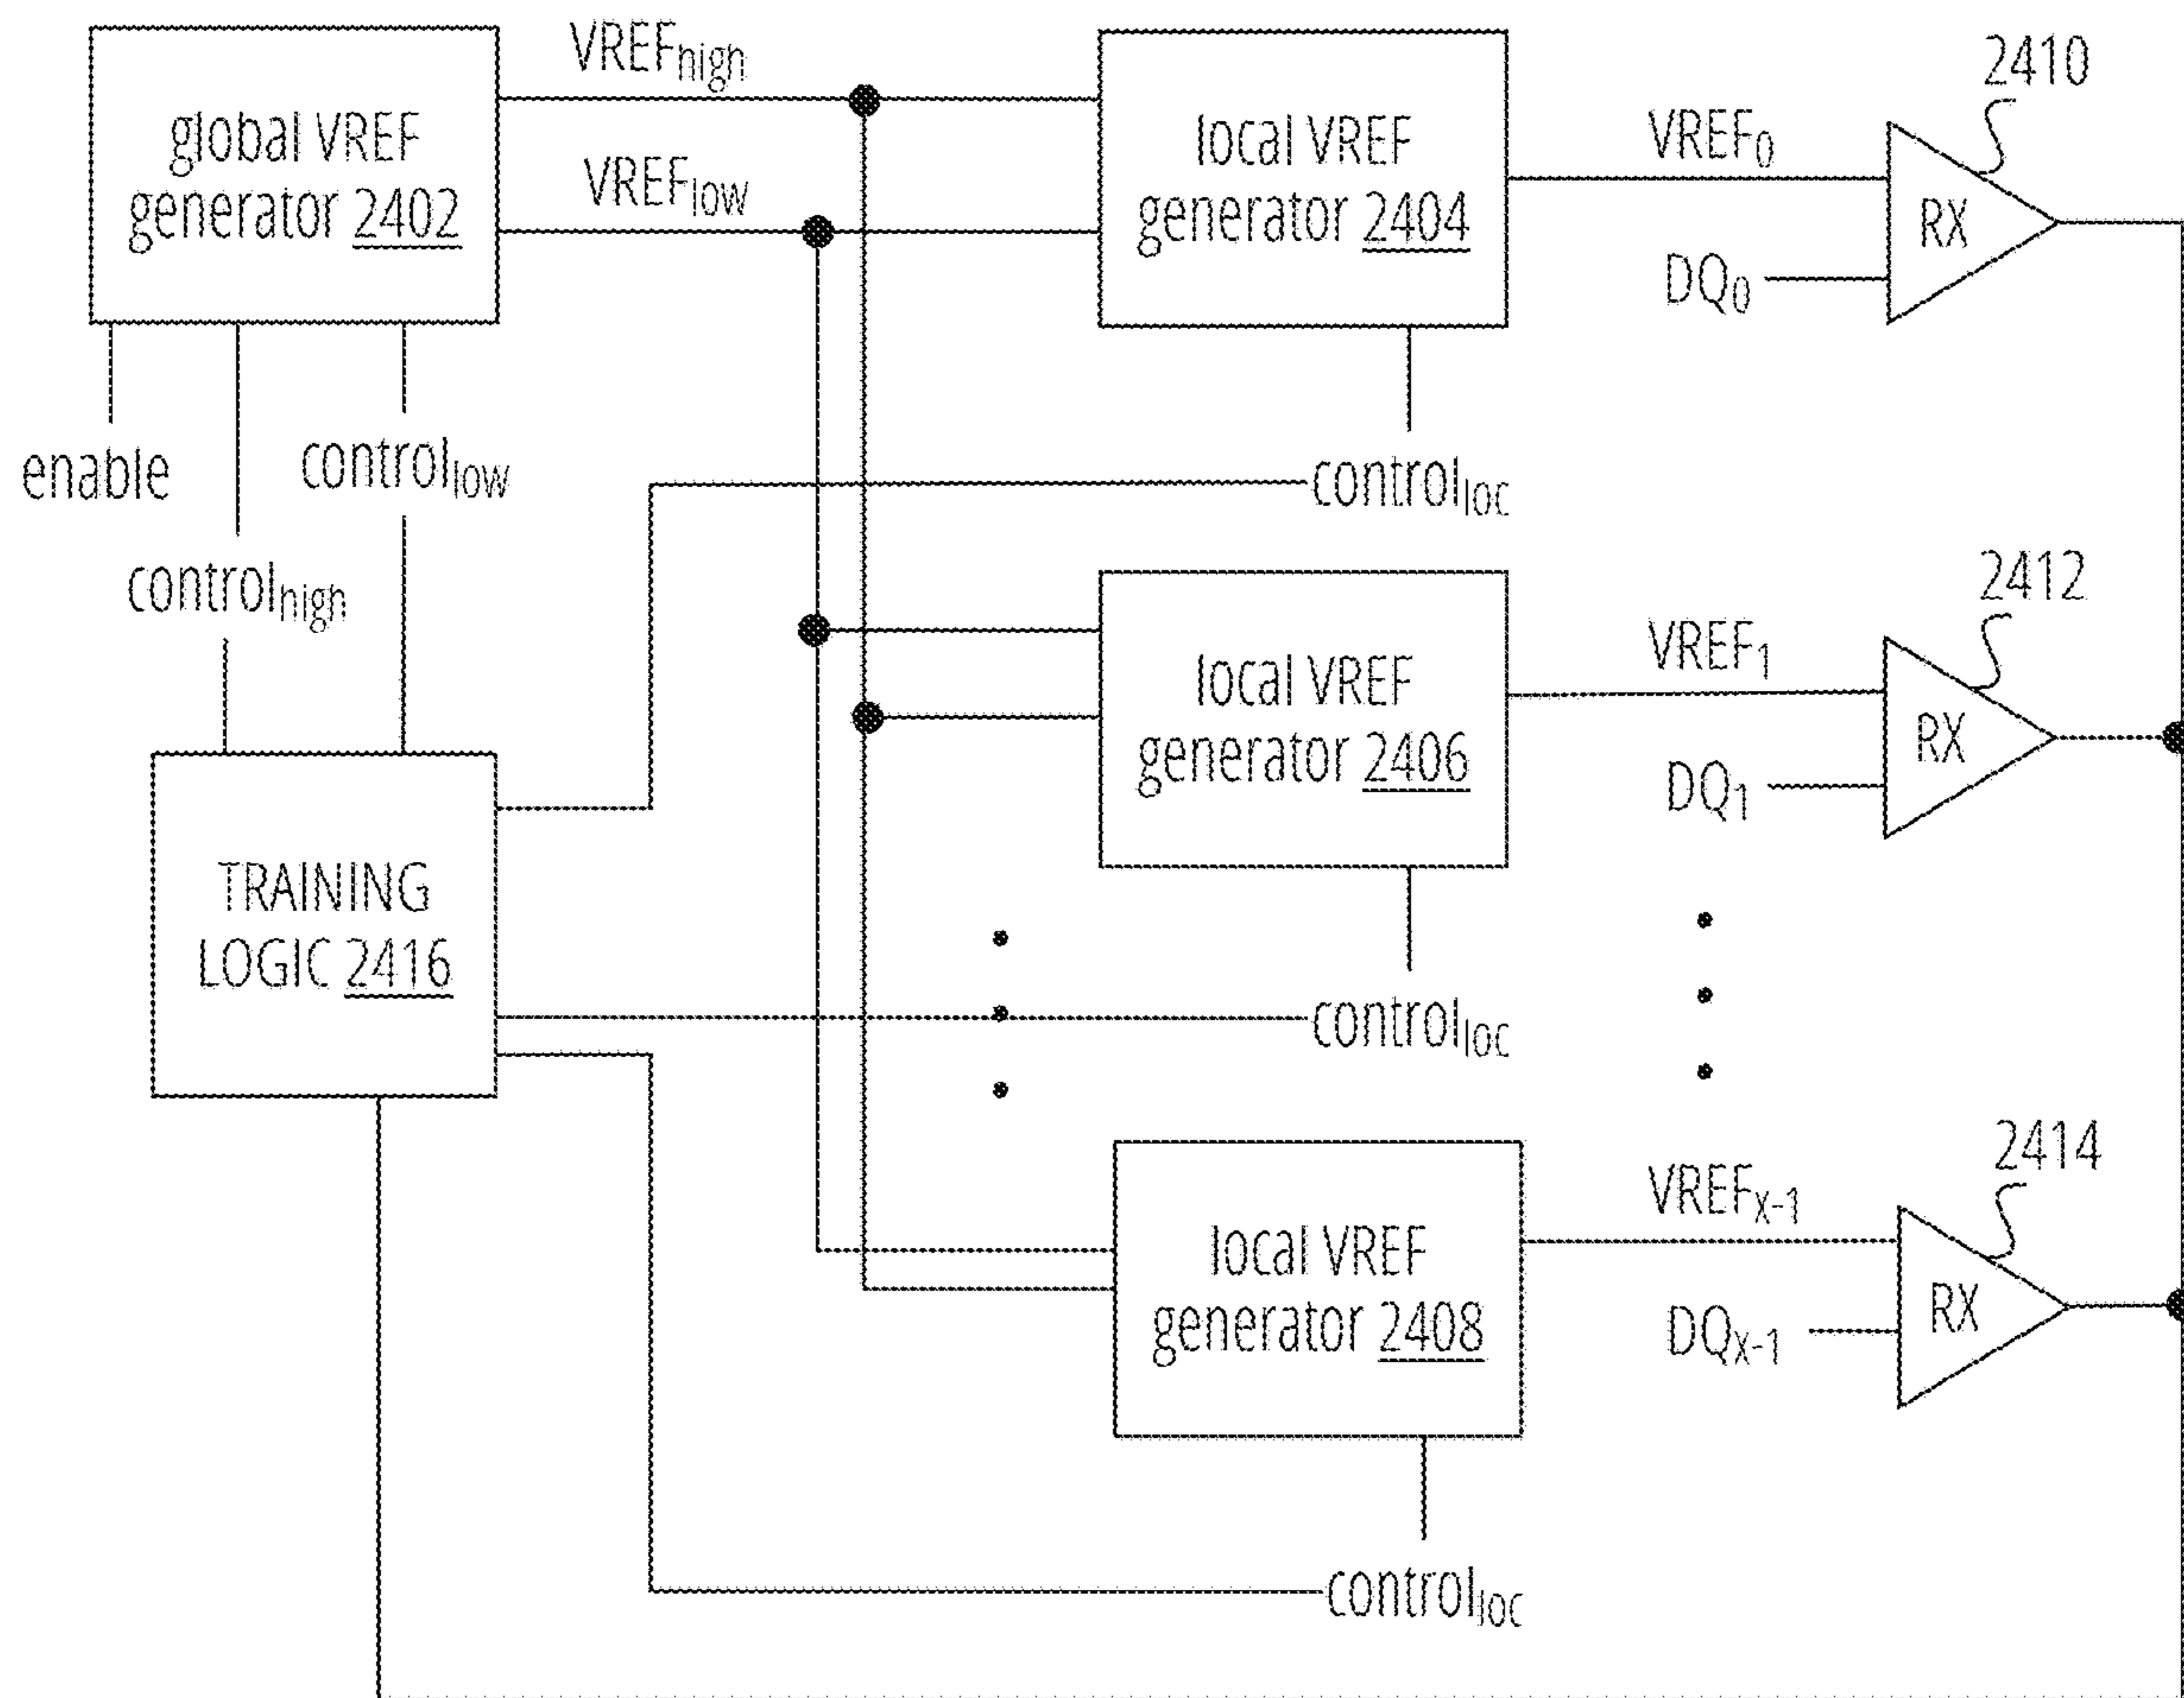 VREFhigh
2410
global VREF
generator 2402
local VREF
generator 2404
VREF0
VREFlow
RX
DQ0
enable
controllow
controlloc
controlhigh
2412
local VREF
generator 2406
VREF1
RX
DQ1
TRAINING
LOGIC 2416
controlloc
2414
local VREF
generator 2408
VREFX-1
RX
DQX-1
controlloc